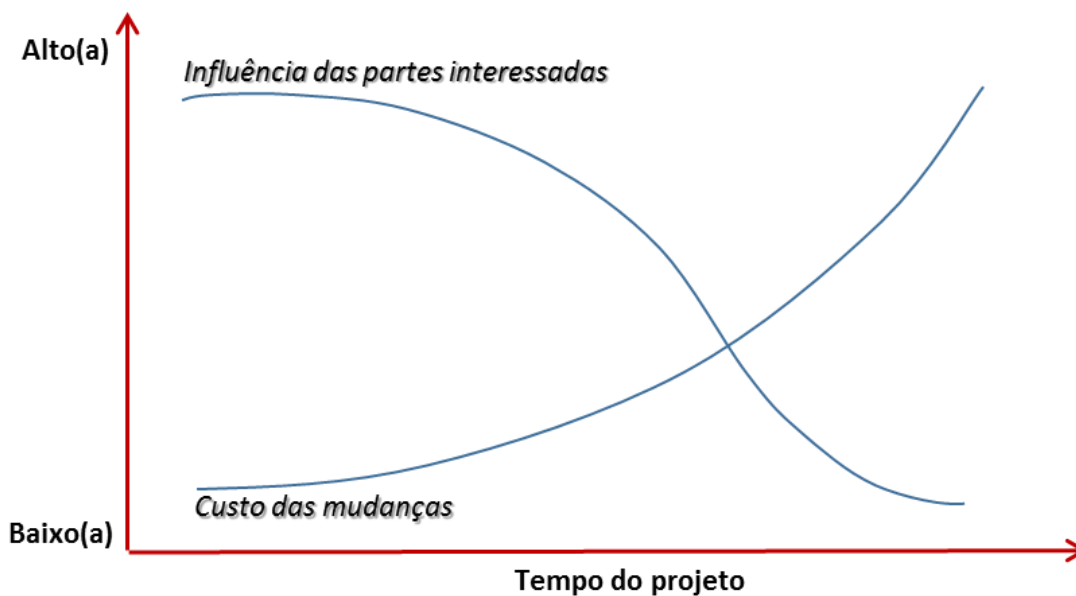 Alto(a)
Influência das partes interessadas
Custo das mudanças
Baixo(a)
Tempo do projeto